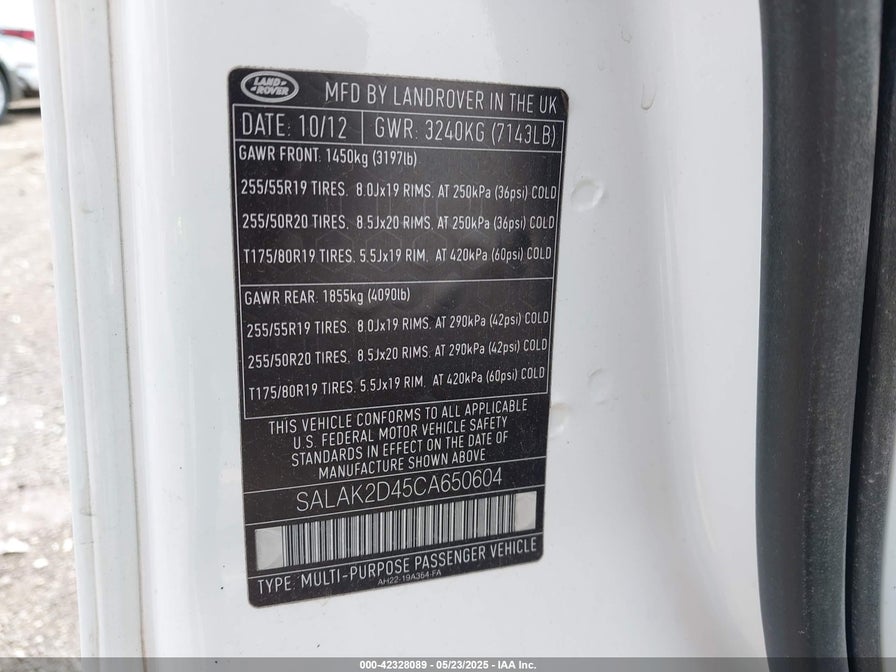 LAND
ROVER
MFD BY LANDROVER IN THE UK
DATE: 10/12 GWR: 3240KG (7143LB)
GAWR FRONT: 1450kg (3197lb)
255/55R19 TIRES. 8.0Jx19 RIMS. AT 250kPa (36psi) COLD
255/50R20 TIRES. 8.5Jx20 RIMS. AT 250kPa (36psi) COLD
T175/80R19 TIRES. 5.5Jx19 RIM. AT 420kPa (60psi) COLD
GAWR REAR: 1855kg (4090lb)
255/55R19 TIRES. 8.0Jx19 RIMS. AT 290kPa (42psi) COLD
255/50R20 TIRES. 8.5Jx20 RIMS. AT 290kPa (42psi) COLD
T175/80R19 TIRES. 5.5Jx19 RIM. AT 420kPa (60psi) COLD
THIS VEHICLE CONFORMS TO ALL APPLICABLE
U.S. FEDERAL MOTOR VEHICLE SAFETY
STANDARDS IN EFFECT ON THE DATE OF
MANUFACTURE SHOWN ABOVE
SALAK2D45CA650604
TYPE: MULTI-PURPOSE PASSENGER VEHICLE
AH22-19A354-FA
000-42328089 — 05/23/2025 — IAA Inc.